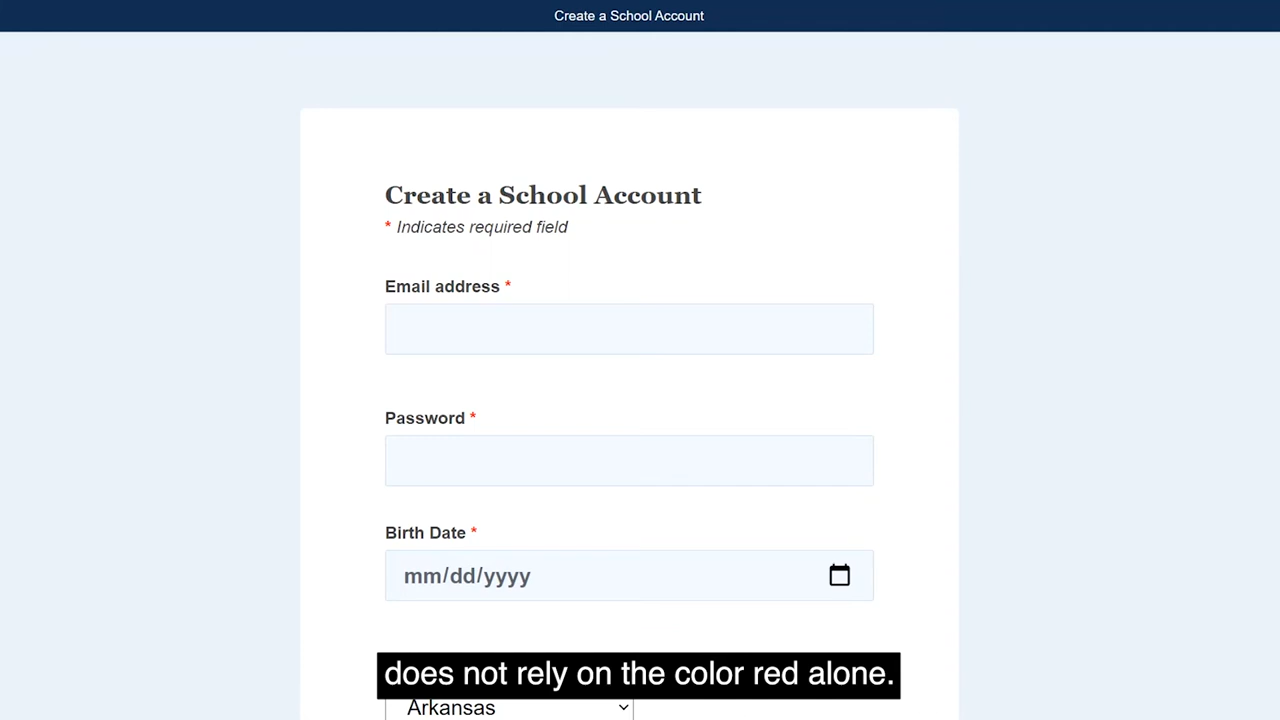 Create a School Account
Create a School Account
* Indicates required field
Email address *
Password *
Birth Date *
mm/dd/yyyy
does not rely on the color red alone.
Arkansas